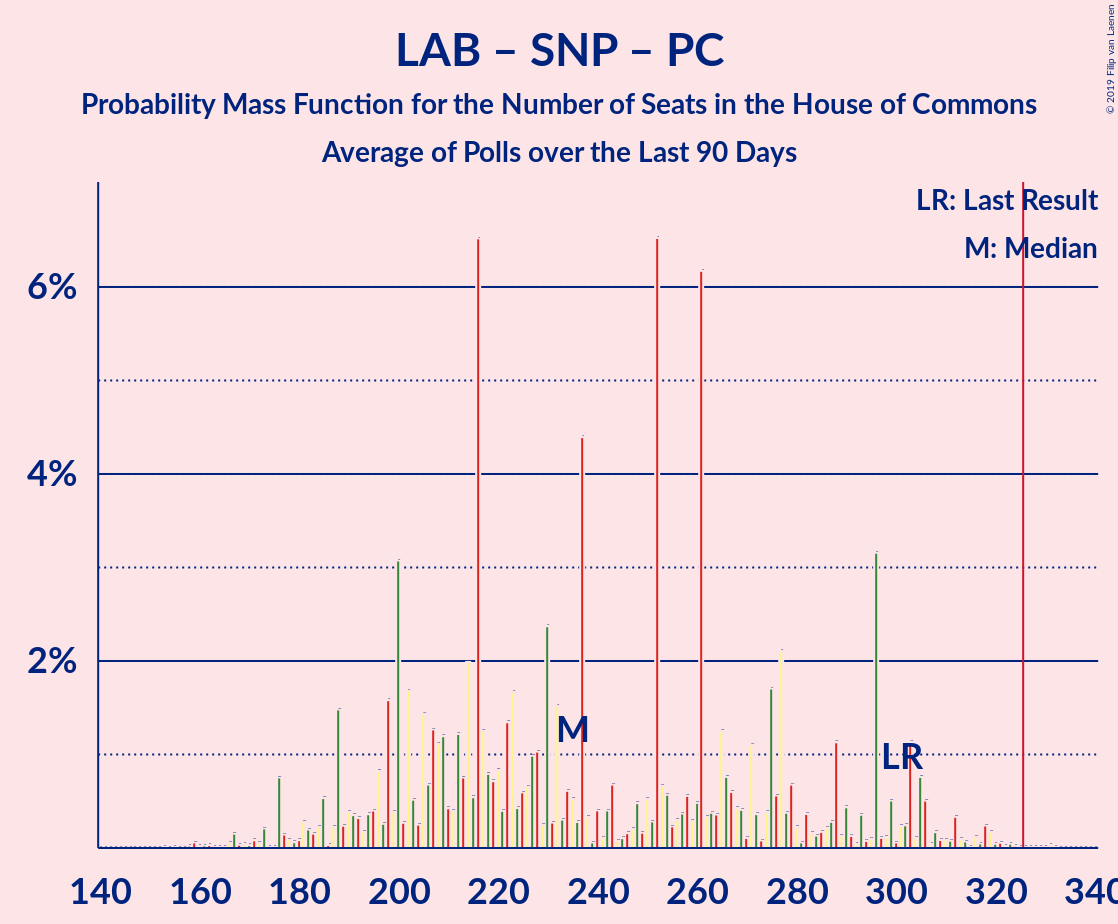 LAB – SNP – PC
Probability Mass Function for the Number of Seats in the House of Commons
Average of Polls over the Last 90 Days
© 2019 Filip van Laenen
LR: Last Result
M: Median
6%
4%
2%
M
LR
140 160 180 200 220 240 260 280 300 320 340